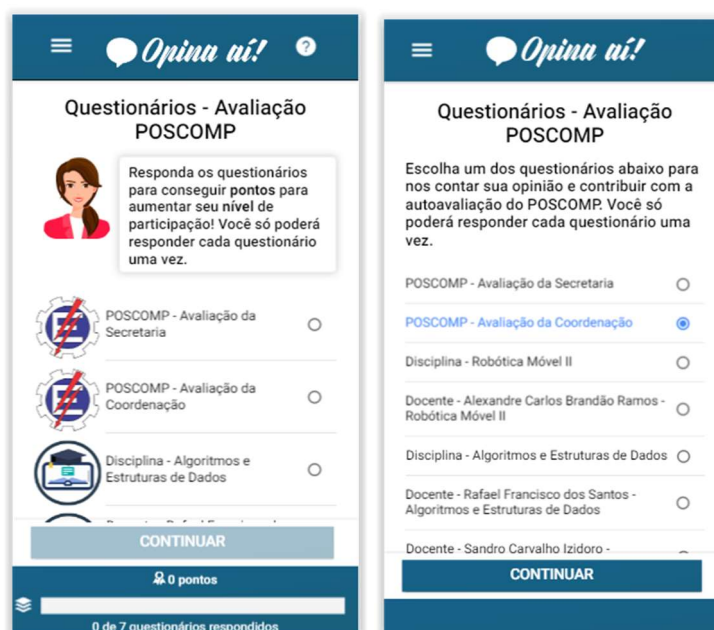 Opina aí!
?
Questionários - Avaliação
POSCOMP
Responda os questionários
para conseguir pontos para
aumentar seu nível de
participação! Você só poderá
responder cada questionário
uma vez.
POSCOMP - Avaliação da
Secretaria
POSCOMP - Avaliação da
Coordenação
Disciplina - Algoritmos e
Estruturas de Dados
CONTINUAR
0 pontos
0 de 7 questionários respondidos
Opina aí!
Questionários - Avaliação
POSCOMP
Escolha um dos questionários abaixo para
nos contar sua opinião e contribuir com a
autoavaliação do POSCOMP. Você só
poderá responder cada questionário uma
vez.
POSCOMP - Avaliação da Secretaria
POSCOMP - Avaliação da Coordenação
Disciplina - Robótica Móvel II
Docente - Alexandre Carlos Brandão Ramos -
Robótica Móvel II
Disciplina - Algoritmos e Estruturas de Dados
Docente - Rafael Francisco dos Santos -
Algoritmos e Estruturas de Dados
Docente - Sandro Carvalho Izidoro -
CONTINUAR